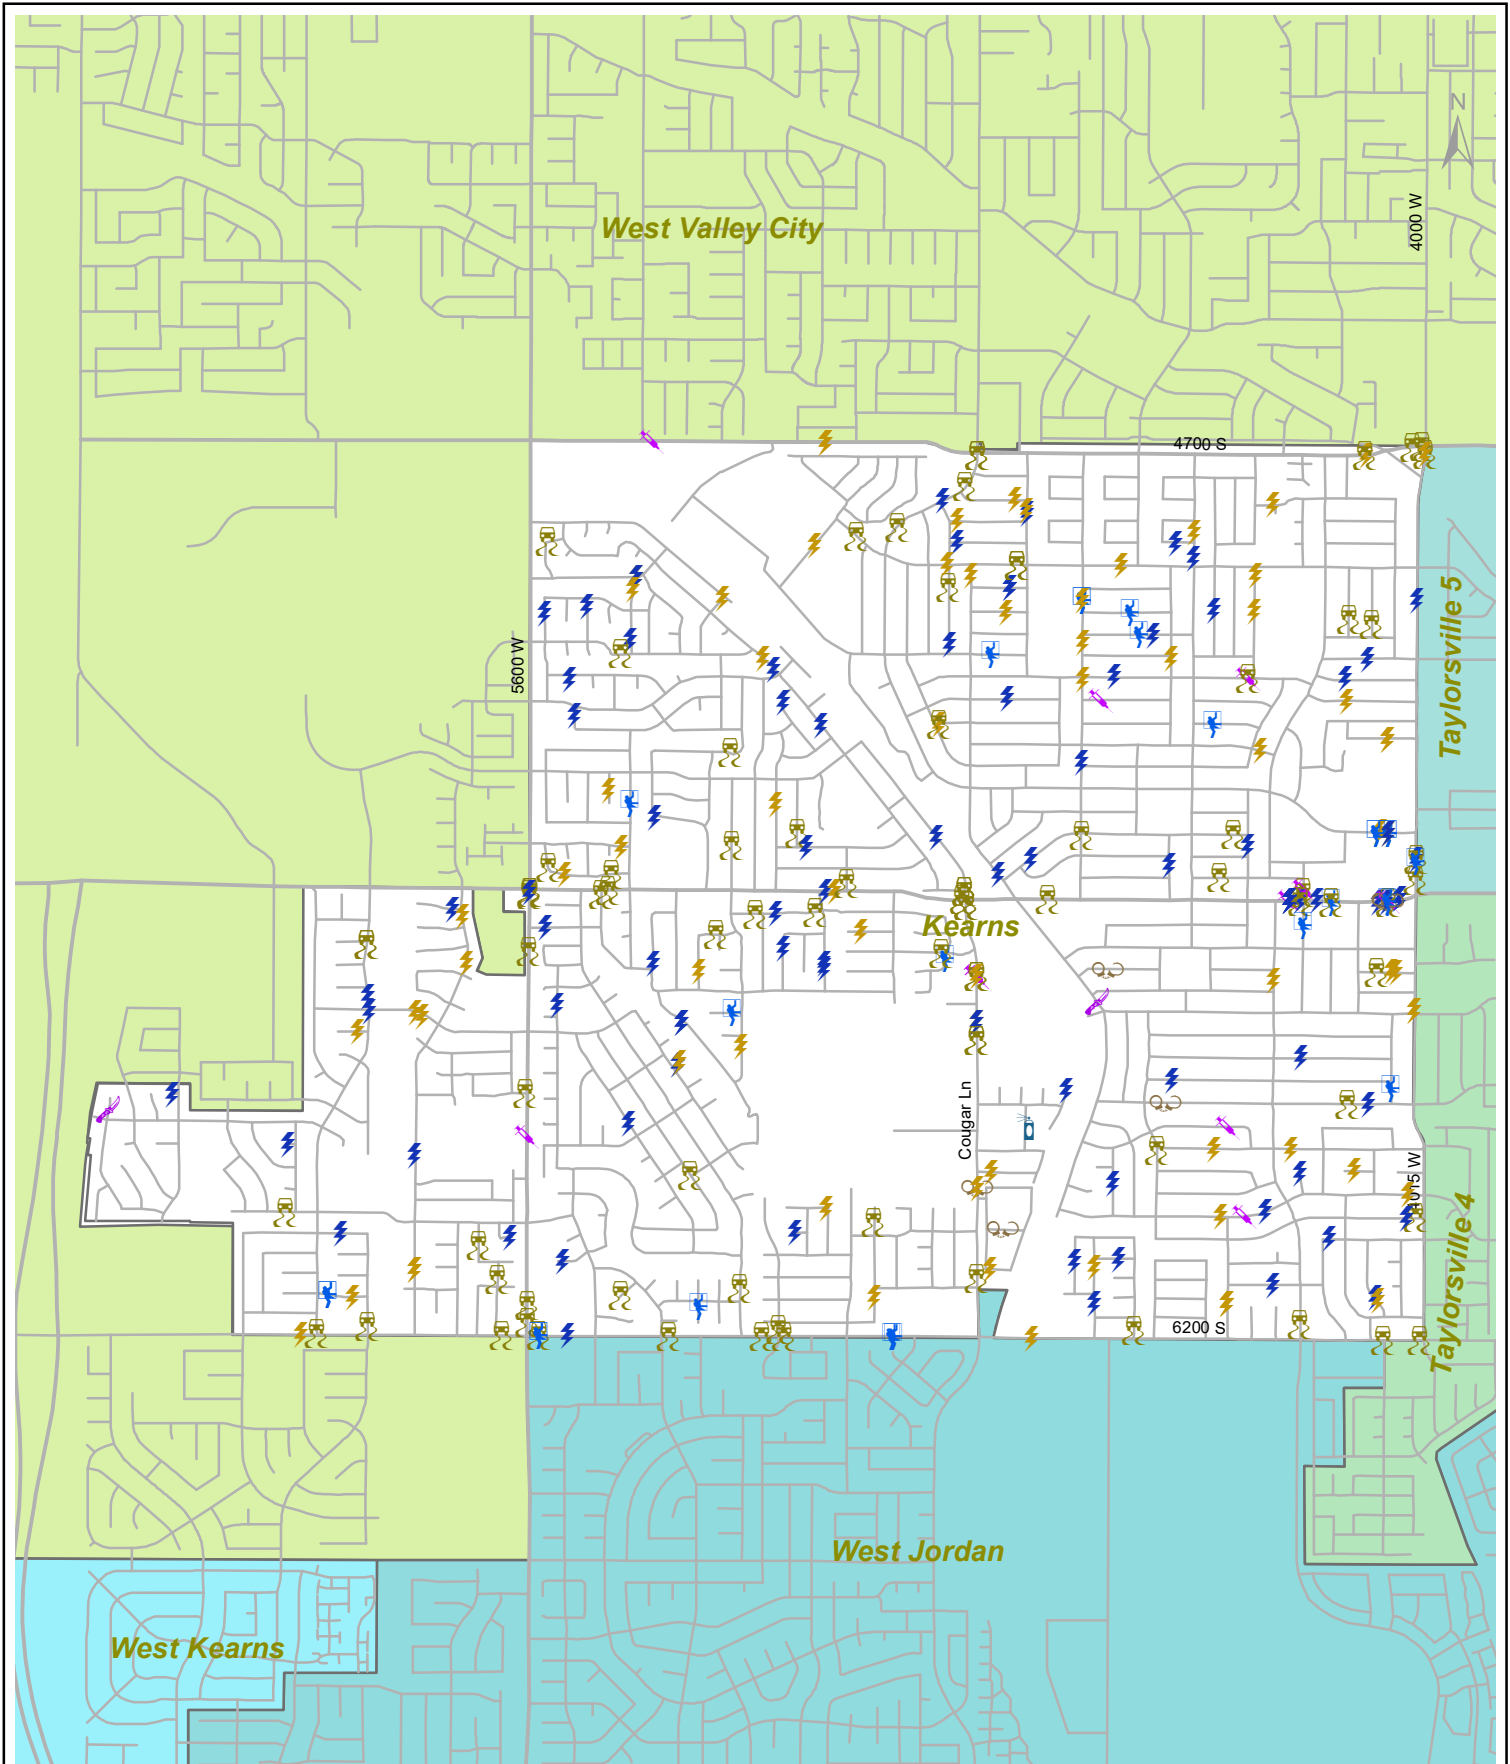 N
4000 W
West Valley City
4700 S
Taylorsville 5
5600 W
Kearns
Cougar Ln
4015 W
Taylorsville 4
6200 S
West Jordan
West Kearns